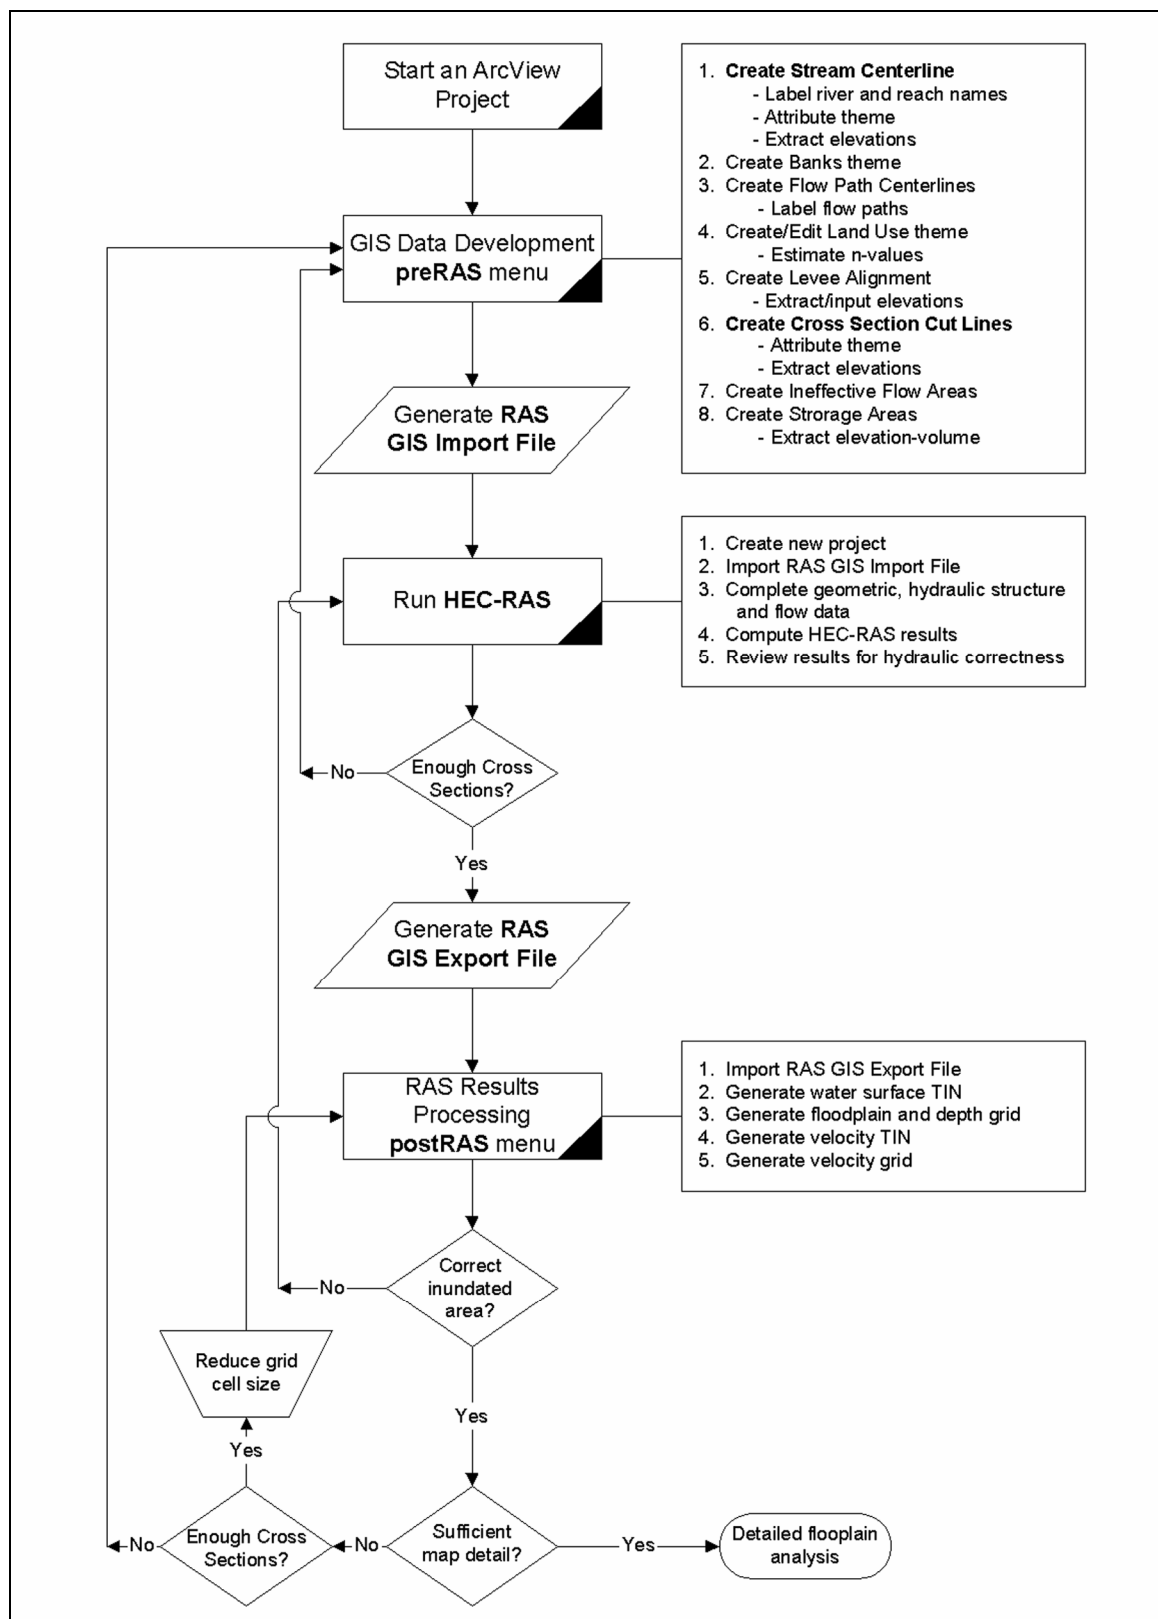 Start an ArcView
Project
1. Create Stream Centerline
- Label river and reach names
- Attribute theme
- Extract elevations
2. Create Banks theme
3. Create Flow Path Centerlines
- Label flow paths
4. Create/Edit Land Use theme
- Estimate n-values
5. Create Levee Alignment
- Extract/input elevations
6. Create Cross Section Cut Lines
- Attribute theme
- Extract elevations
7. Create Ineffective Flow Areas
8. Create Strorage Areas
- Extract elevation-volume
GIS Data Development
preRAS menu
Generate RAS
GIS Import File
Run HEC-RAS
1. Create new project
2. Import RAS GIS Import File
3. Complete geometric, hydraulic structure
and flow data
4. Compute HEC-RAS results
5. Review results for hydraulic correctness
Enough Cross
Sections?
No
Yes
Generate RAS
GIS Export File
RAS Results
Processing
postRAS menu
1. Import RAS GIS Export File
2. Generate water surface TIN
3. Generate floodplain and depth grid
4. Generate velocity TIN
5. Generate velocity grid
Correct
inundated
area?
No
Yes
Reduce grid
cell size
Yes
Enough Cross
Sections?
No
Sufficient
map detail?
No
Yes
Detailed flooplain
analysis